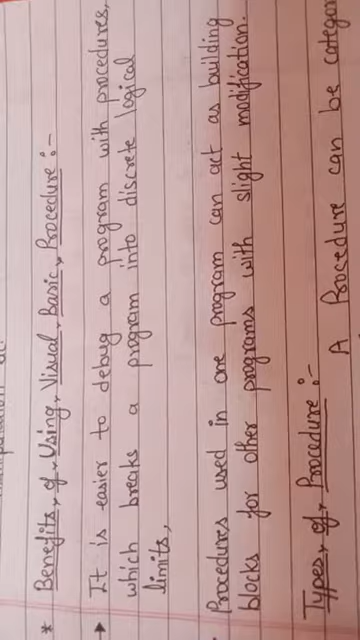 * Benefits of Using Visual Basic Procedure :-
→ It is easier to debug a program with procedures,
which breaks a program into discrete logical
limits,
Procedures used in one program can act as building
blocks for other programs with slight modification.
Types of Procedure :-
A Procedure can be categor